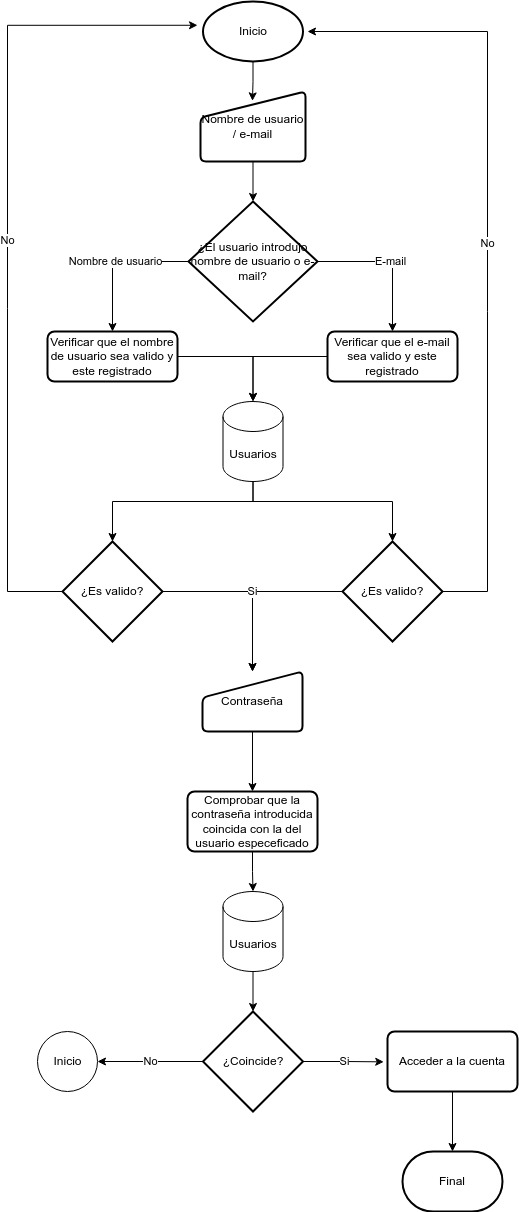 Inicio
Nombre de usuario
/ e-mail
No
¿El usuario introdujo
nombre de usuario o e-
mail?
No
Nombre de usuario
E-mail
Verificar que el nombre
de usuario sea valido y
este registrado
Verificar que el e-mail
sea valido y este
registrado
Usuarios
¿Es valido?
Si
¿Es valido?
Contraseña
Comprobar que la
contraseña introducida
coincida con la del
usuario especeficado
Usuarios
Inicio
No
¿Coincide?
Si
Acceder a la cuenta
Final